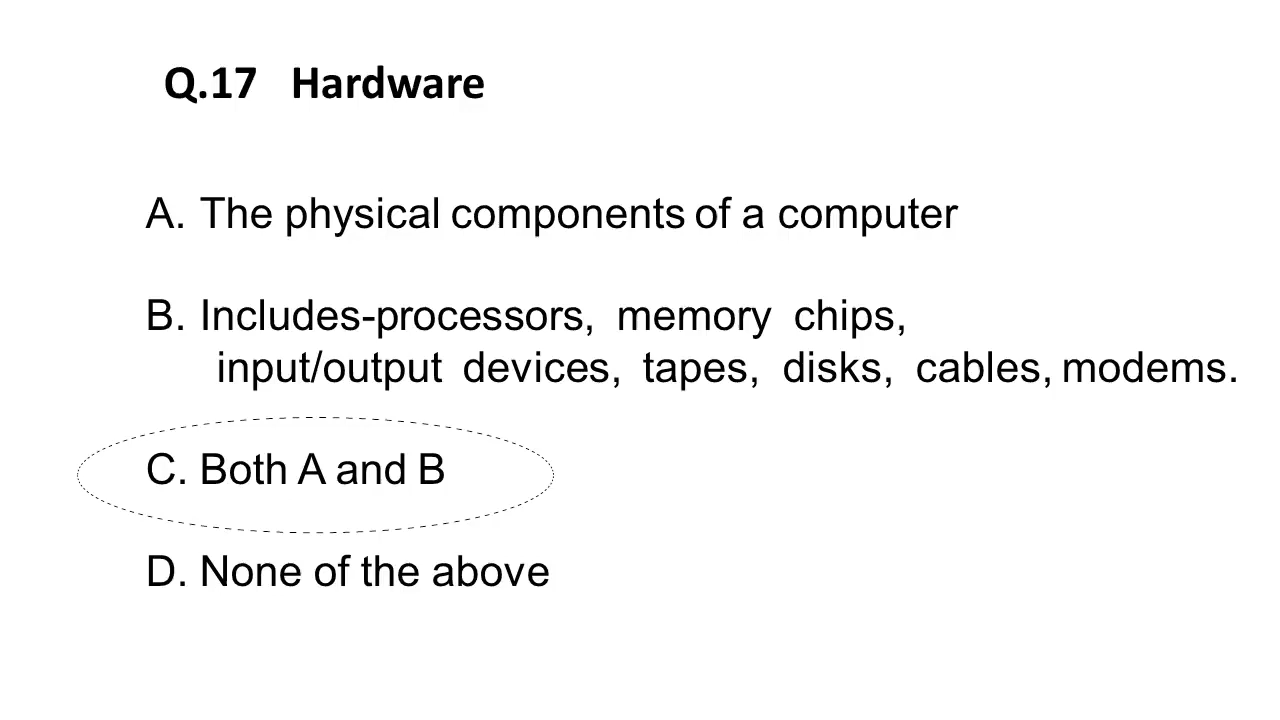 Q.17 Hardware
A. The physical components of a computer
B. Includes-processors, memory chips,
input/output devices, tapes, disks, cables, modems.
C. Both A and B
D. None of the above